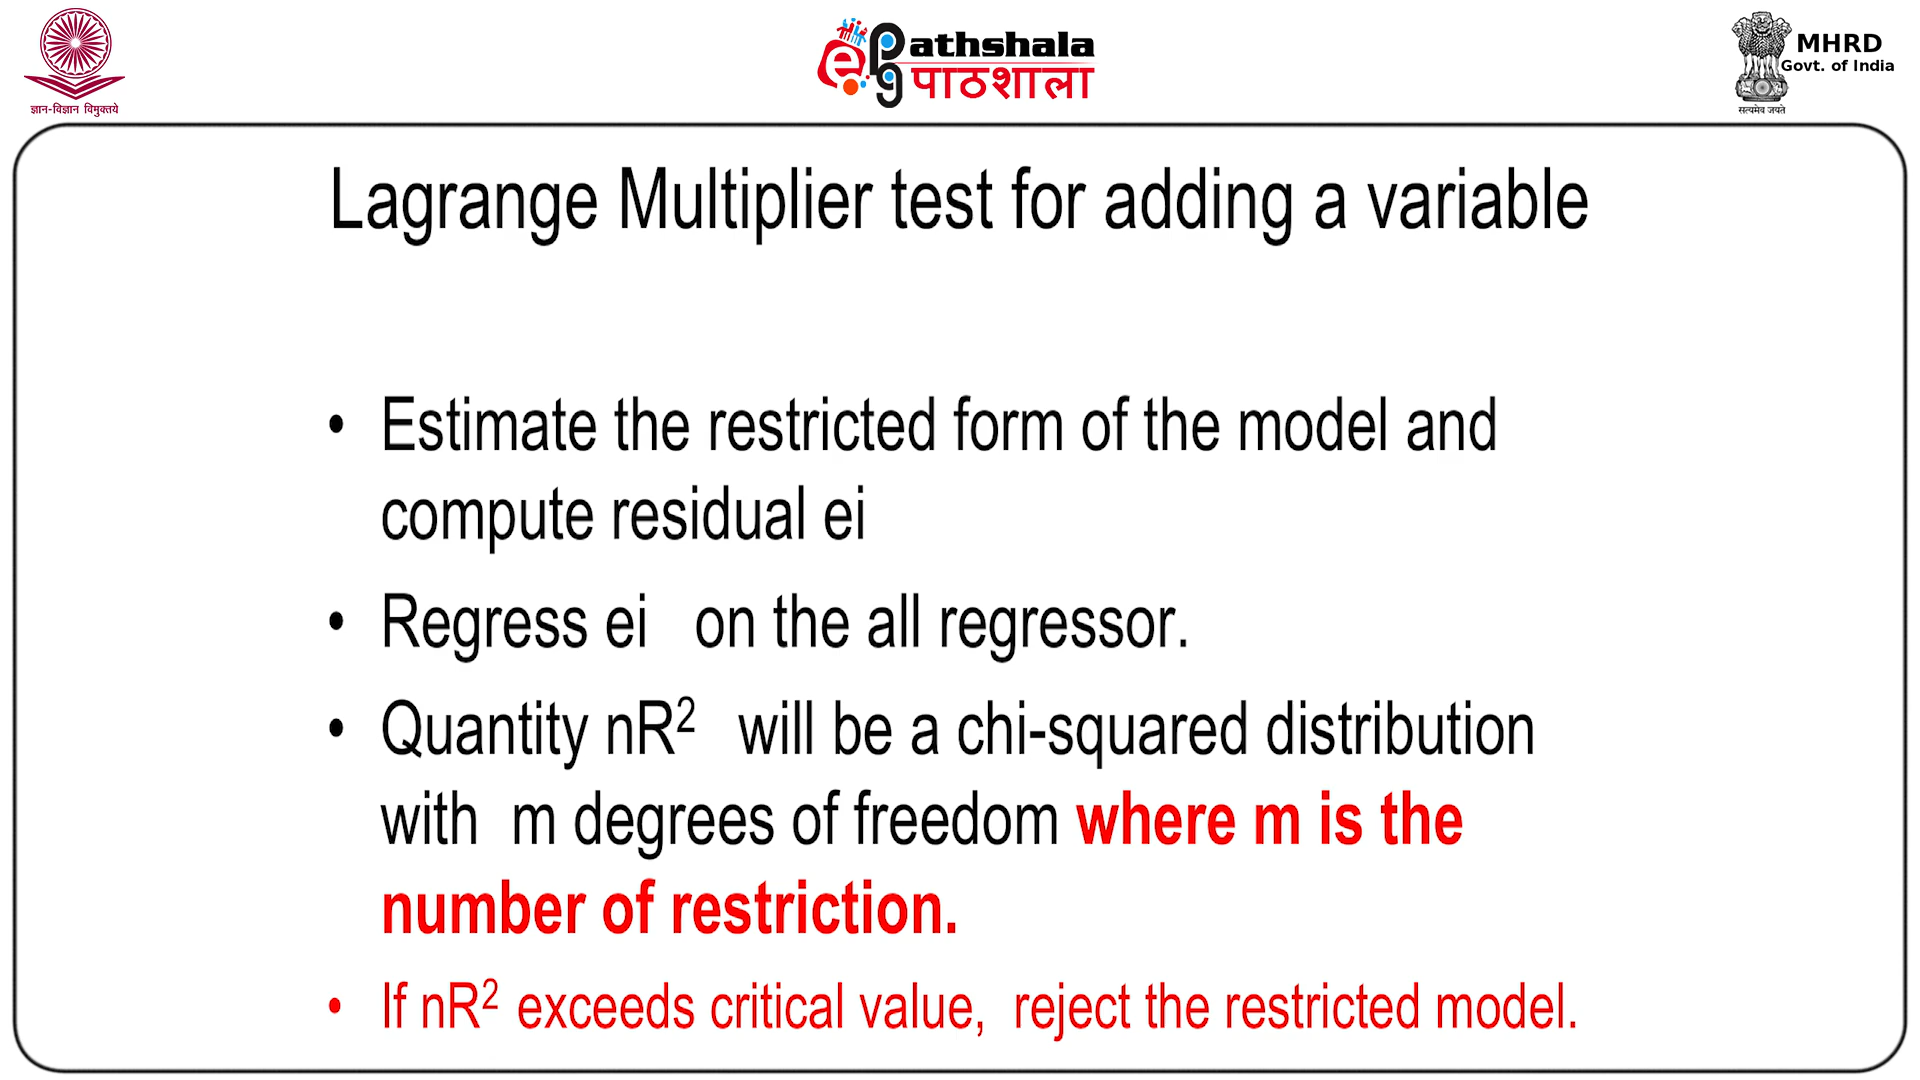 ज्ञान-विज्ञान विमुक्तये
ePathshala
पाठशाला
MHRD
Govt. of India
सत्यमेव जयते
Lagrange Multiplier test for adding a variable
• Estimate the restricted form of the model and
compute residual ei
• Regress ei on the all regressor.
• Quantity nR² will be a chi-squared distribution
with m degrees of freedom where m is the
number of restriction.
• If nR² exceeds critical value, reject the restricted model.